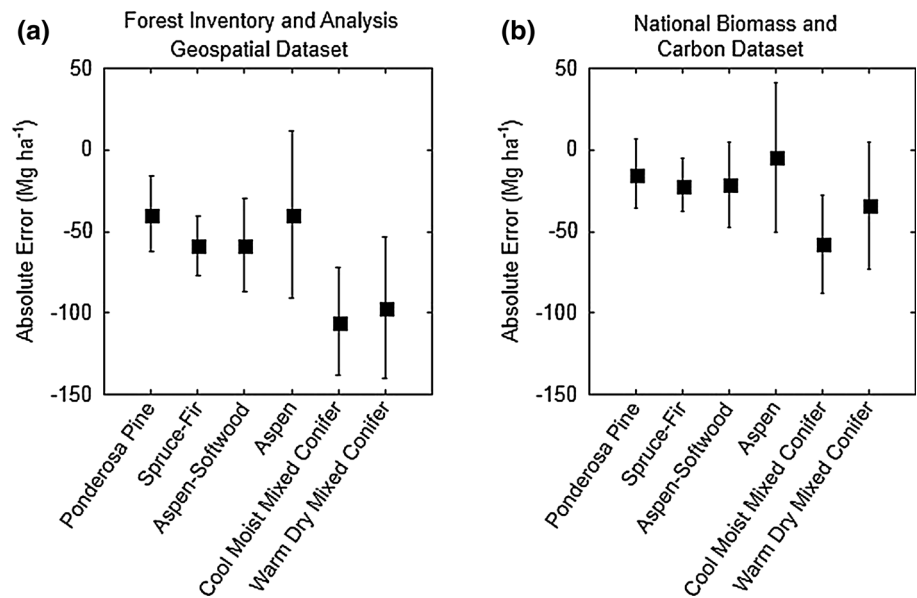 (a)
Forest Inventory and Analysis
Geospatial Dataset
Absolute Error (Mg ha⁻¹)
50
0
-50
-100
-150
Ponderosa Pine
Spruce-Fir
Aspen-Softwood
Aspen
Cool Moist Mixed Conifer
Warm Dry Mixed Conifer
(b)
National Biomass and
Carbon Dataset
Absolute Error (Mg ha⁻¹)
50
0
-50
-100
-150
Ponderosa Pine
Spruce-Fir
Aspen-Softwood
Aspen
Cool Moist Mixed Conifer
Warm Dry Mixed Conifer